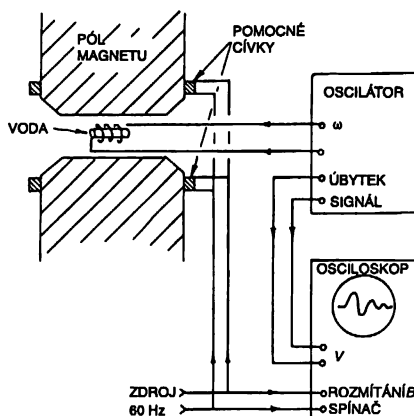 PÓL
MAGNETU
POMOCNÉ
CÍVKY
VODA
OSCILÁTOR
ω
ÚBYTEK
SIGNÁL
OSCILOSKOP
V
ZDROJ
60 Hz
ROZMÍTÁNÍ B
SPÍNAČ